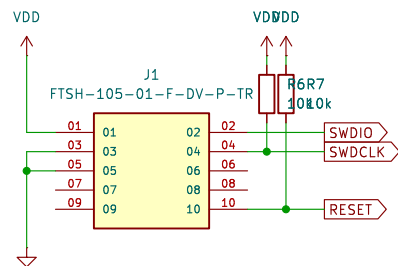 VDD
VDD
VDD
J1
FTSH-105-01-F-DV-P-TR
R6
R7
10k
10k
01
01
02
02
SWDIO
03
03
04
04
SWDCLK
05
05
06
06
07
07
08
08
09
09
10
10
RESET